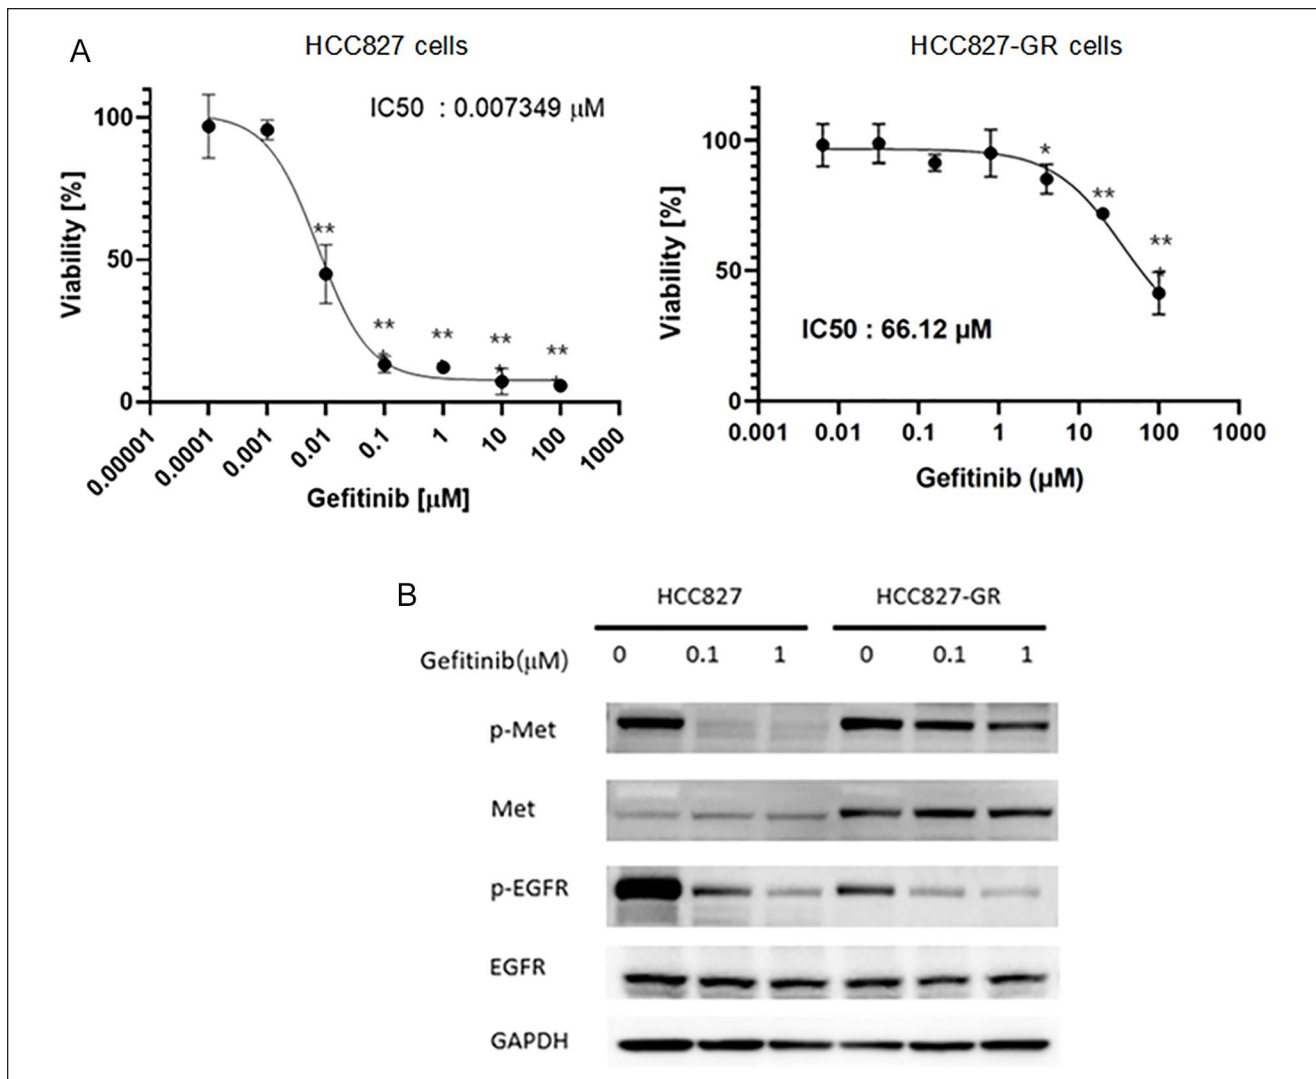 A
HCC827 cells
HCC827-GR cells
IC50 : 0.007349 μM
Viability [%]
100
50
0
**
**
**
**
**
0.00001 0.0001 0.001 0.01 0.1 1 10 100 1000
Gefitinib [μM]
Viability [%]
100
50
0
*
**
**
IC50 : 66.12 μM
0.001 0.01 0.1 1 10 100 1000
Gefitinib (μM)
B
HCC827 HCC827-GR
Gefitinib(μM) 0 0.1 1 0 0.1 1
p-Met
Met
p-EGFR
EGFR
GAPDH